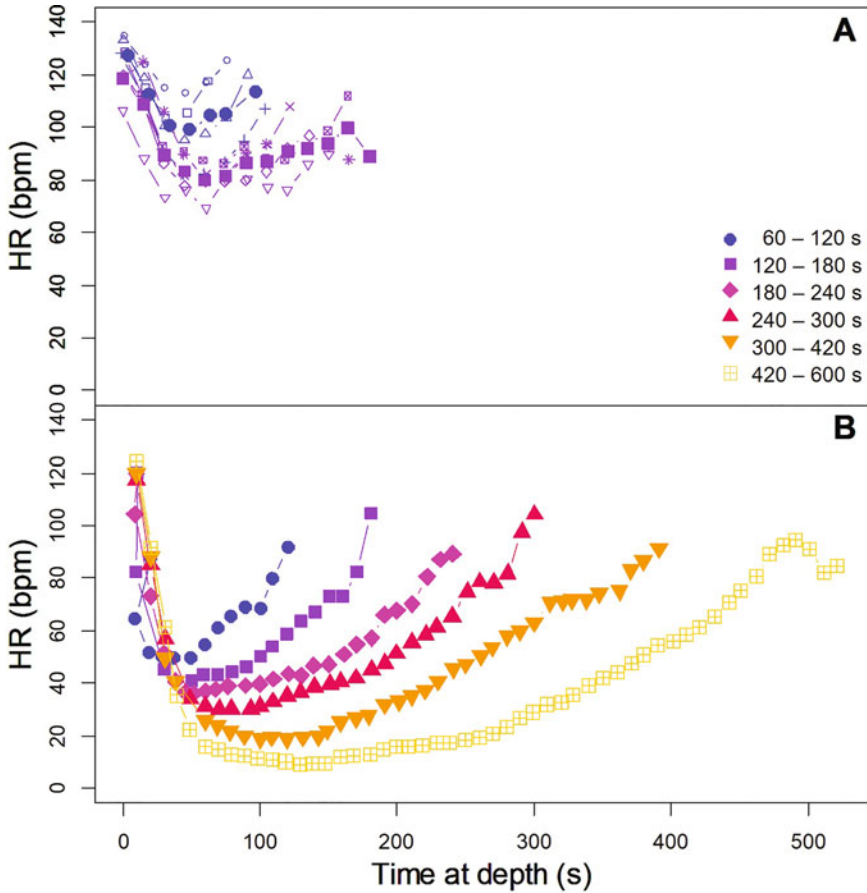 A
140
120
100
80
60
40
20
0
HR (bpm)
60 – 120 s
120 – 180 s
180 – 240 s
240 – 300 s
300 – 420 s
420 – 600 s
B
140
120
100
80
60
40
20
0
HR (bpm)
0 100 200 300 400 500
Time at depth (s)